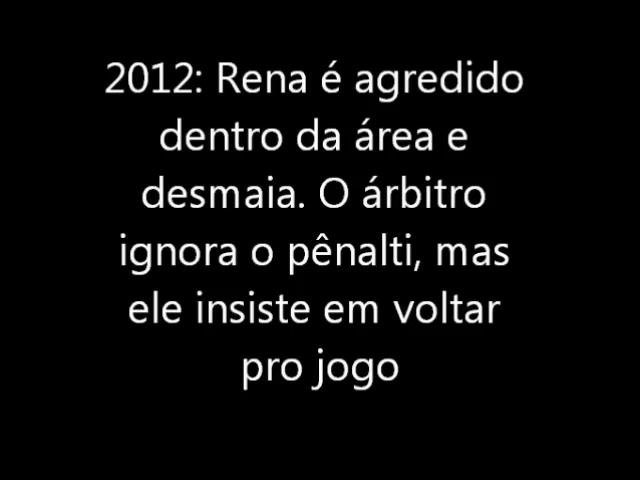 2012: Rena é agredido
dentro da área e
desmaia. O árbitro
ignora o pênalti, mas
ele insiste em voltar
pro jogo